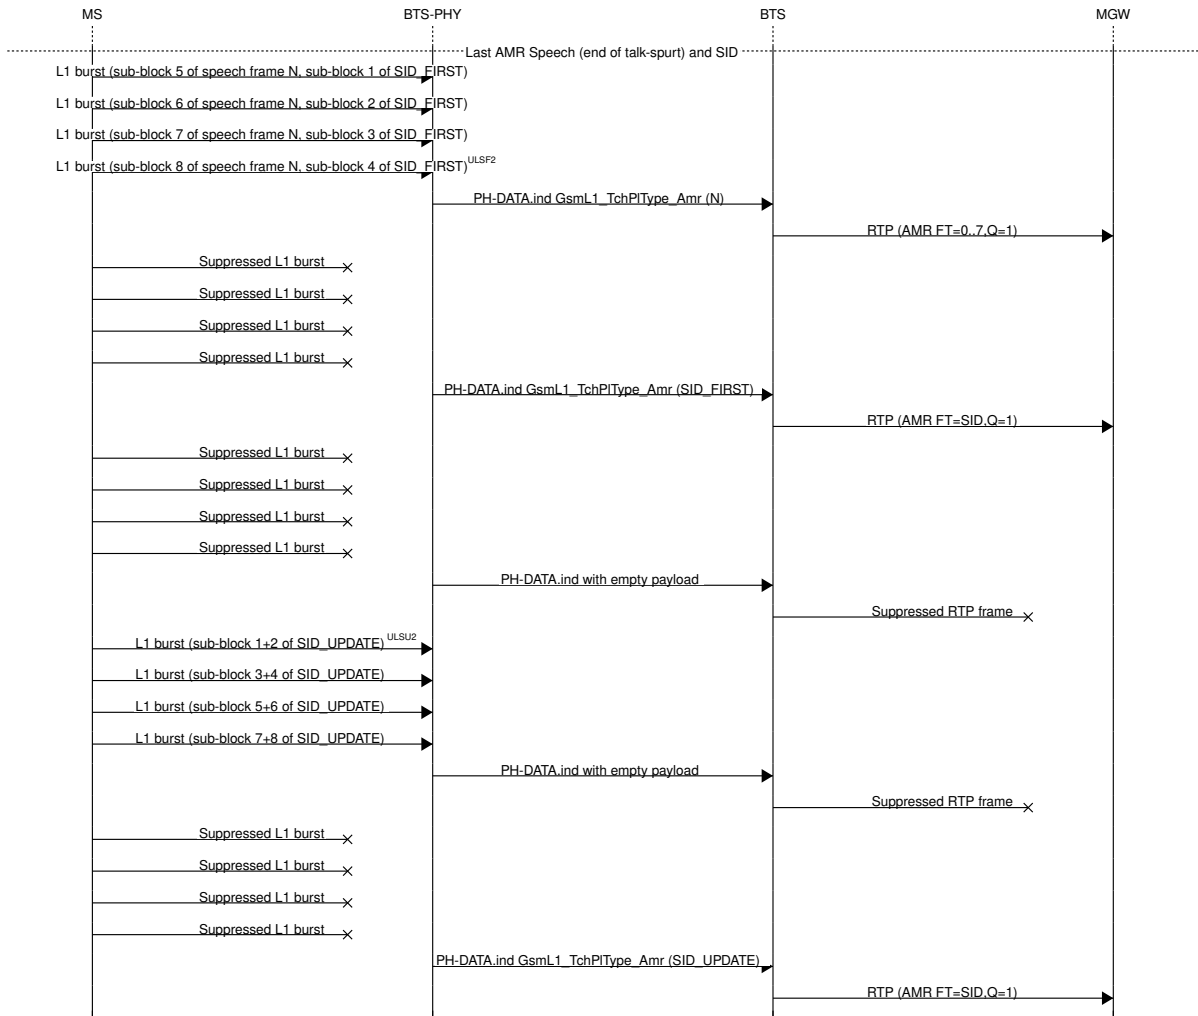 MS BTS-PHY BTS MGW
Last AMR Speech (end of talk-spurt) and SID
L1 burst (sub-block 5 of speech frame N, sub-block 1 of SID_FIRST)
L1 burst (sub-block 6 of speech frame N, sub-block 2 of SID_FIRST)
L1 burst (sub-block 7 of speech frame N, sub-block 3 of SID_FIRST)
L1 burst (sub-block 8 of speech frame N, sub-block 4 of SID_FIRST) ULSF2
PH-DATA.ind GsmL1_TchPlType_Amr (N)
RTP (AMR FT=0..7,Q=1)
Suppressed L1 burst
Suppressed L1 burst
Suppressed L1 burst
Suppressed L1 burst
PH-DATA.ind GsmL1_TchPlType_Amr (SID_FIRST)
RTP (AMR FT=SID,Q=1)
Suppressed L1 burst
Suppressed L1 burst
Suppressed L1 burst
Suppressed L1 burst
PH-DATA.ind with empty payload
Suppressed RTP frame
L1 burst (sub-block 1+2 of SID_UPDATE) ULSU2
L1 burst (sub-block 3+4 of SID_UPDATE)
L1 burst (sub-block 5+6 of SID_UPDATE)
L1 burst (sub-block 7+8 of SID_UPDATE)
PH-DATA.ind with empty payload
Suppressed RTP frame
Suppressed L1 burst
Suppressed L1 burst
Suppressed L1 burst
Suppressed L1 burst
PH-DATA.ind GsmL1_TchPlType_Amr (SID_UPDATE)
RTP (AMR FT=SID,Q=1)